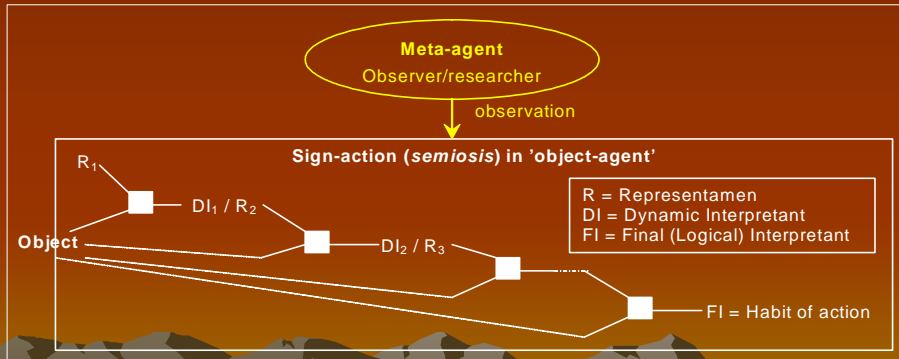 Meta-agent
Observer/researcher
observation
Sign-action (semiosis) in ’object-agent’
R1
DI1 / R2
Object
DI2 / R3
R = Representamen
DI = Dynamic Interpretant
FI = Final (Logical) Interpretant
FI = Habit of action